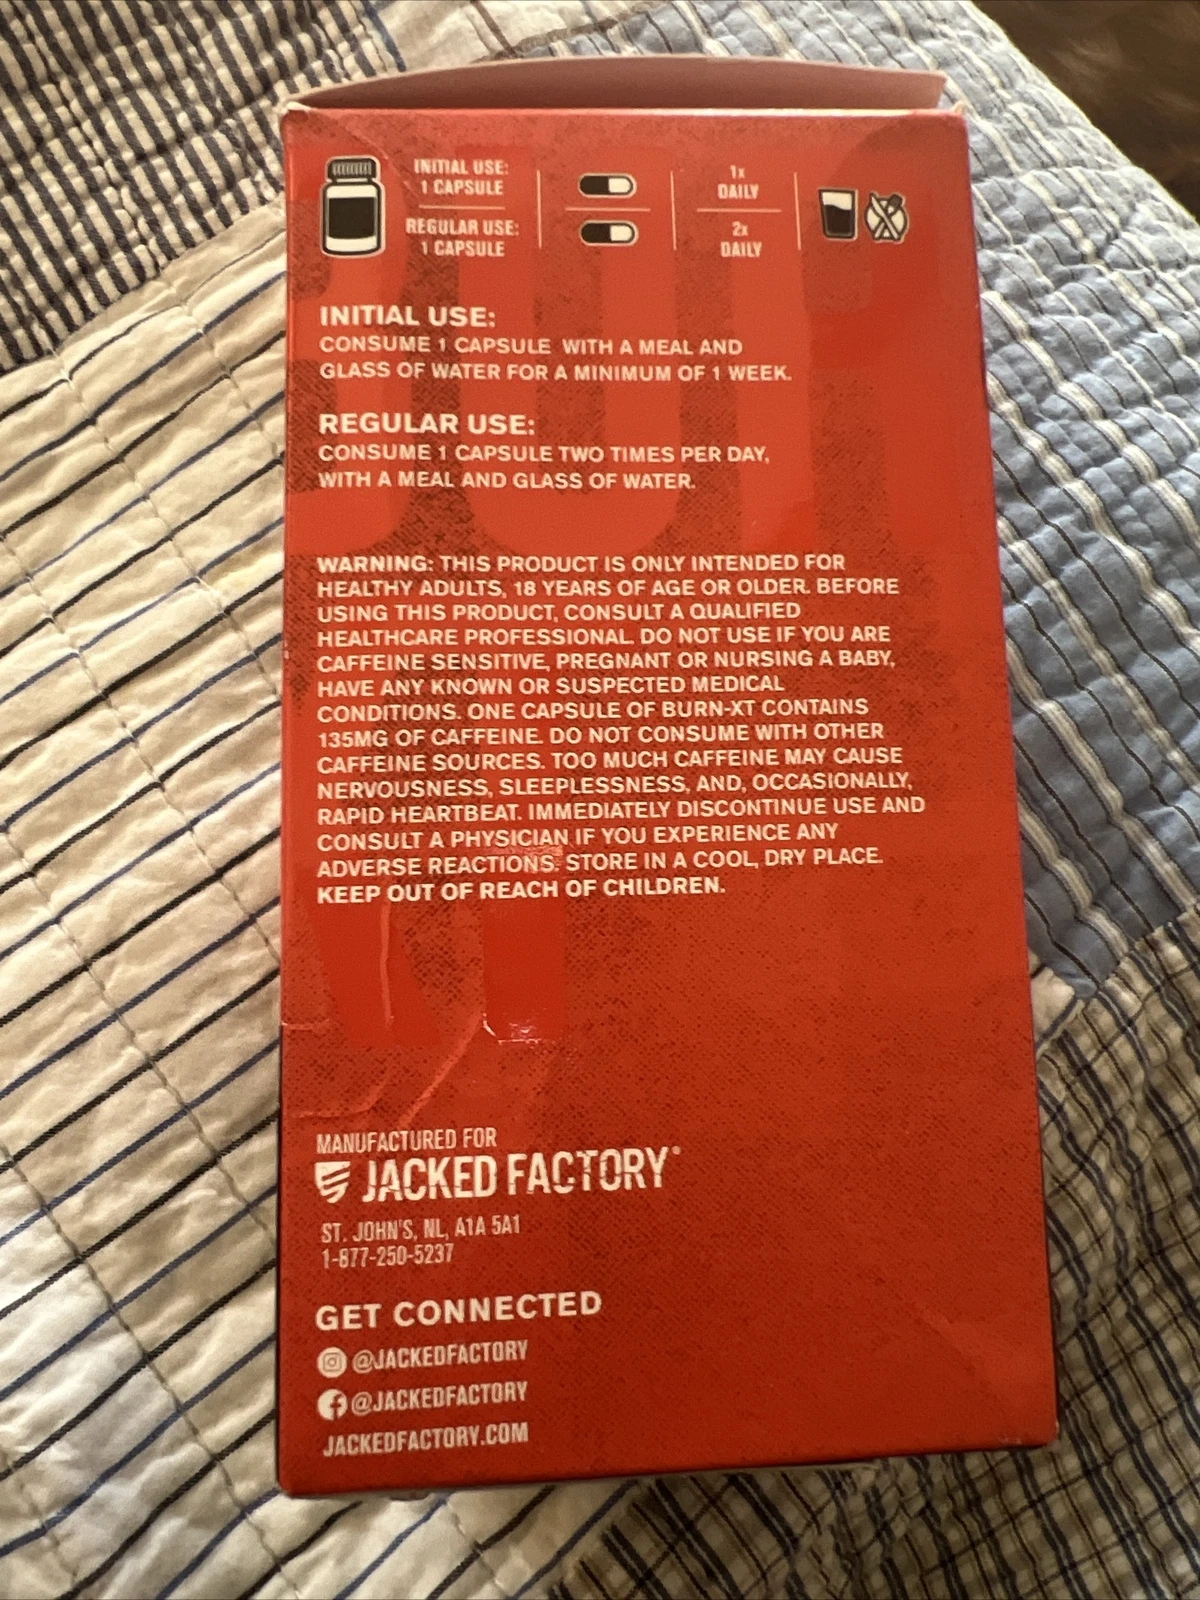 INITIAL USE:
1 CAPSULE
1x
DAILY
REGULAR USE:
1 CAPSULE
2x
DAILY
INITIAL USE:
CONSUME 1 CAPSULE WITH A MEAL AND
GLASS OF WATER FOR A MINIMUM OF 1 WEEK.
REGULAR USE:
CONSUME 1 CAPSULE TWO TIMES PER DAY,
WITH A MEAL AND GLASS OF WATER.
WARNING: THIS PRODUCT IS ONLY INTENDED FOR
HEALTHY ADULTS, 18 YEARS OF AGE OR OLDER. BEFORE
USING THIS PRODUCT, CONSULT A QUALIFIED
HEALTHCARE PROFESSIONAL. DO NOT USE IF YOU ARE
CAFFEINE SENSITIVE, PREGNANT OR NURSING A BABY,
HAVE ANY KNOWN OR SUSPECTED MEDICAL
CONDITIONS. ONE CAPSULE OF BURN-XT CONTAINS
135MG OF CAFFEINE. DO NOT CONSUME WITH OTHER
CAFFEINE SOURCES. TOO MUCH CAFFEINE MAY CAUSE
NERVOUSNESS, SLEEPLESSNESS, AND, OCCASIONALLY,
RAPID HEARTBEAT. IMMEDIATELY DISCONTINUE USE AND
CONSULT A PHYSICIAN IF YOU EXPERIENCE ANY
ADVERSE REACTIONS. STORE IN A COOL, DRY PLACE.
KEEP OUT OF REACH OF CHILDREN.
MANUFACTURED FOR
JACKED FACTORY®
ST. JOHN'S, NL, A1A 5A1
1-877-250-5237
GET CONNECTED
@JACKEDFACTORY
@JACKEDFACTORY
JACKEDFACTORY.COM